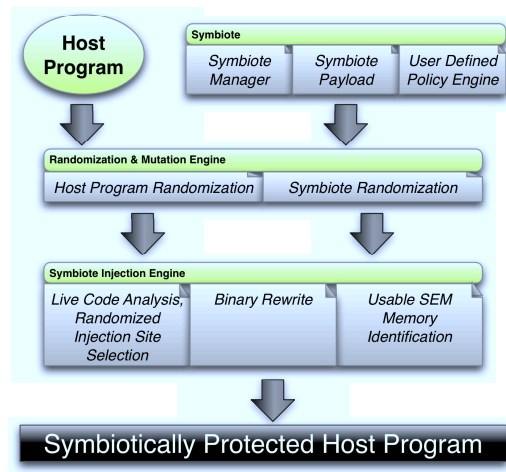 Host
Program
Symbiote
Symbiote
Manager
Symbiote
Payload
User Defined
Policy Engine
Randomization & Mutation Engine
Host Program Randomization
Symbiote Randomization
Symbiote Injection Engine
Live Code Analysis,
Randomized
Injection Site
Selection
Binary Rewrite
Usable SEM
Memory
Identification
Symbiotically Protected Host Program